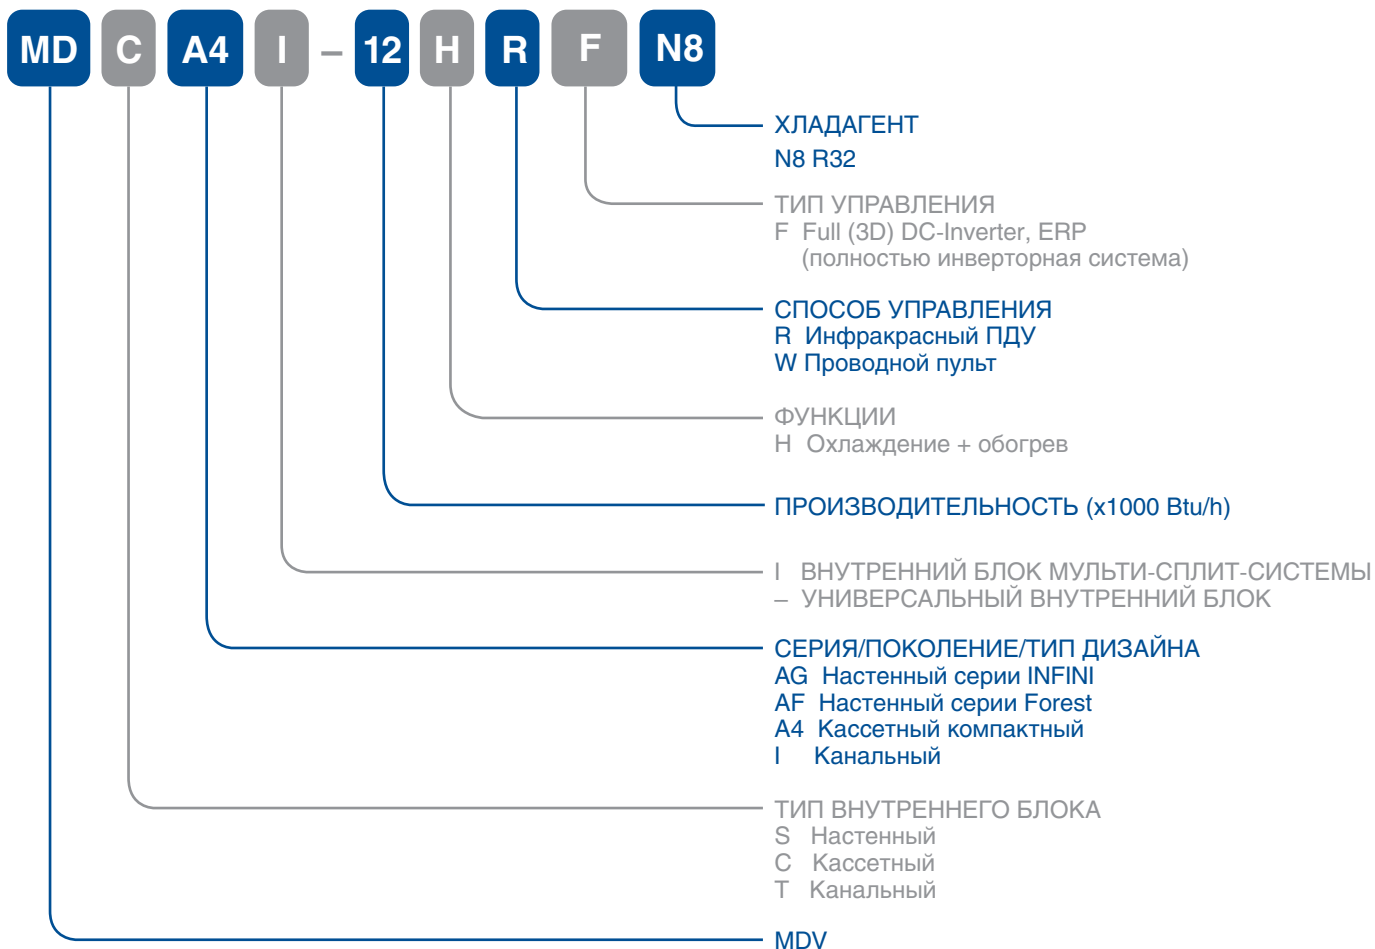 MD C A4 I – 12 H R F N8
ХЛАДАГЕНТ
N8 R32
ТИП УПРАВЛЕНИЯ
F Full (3D) DC-Inverter, ERP
(полностью инверторная система)
СПОСОБ УПРАВЛЕНИЯ
R Инфракрасный ПДУ
W Проводной пульт
ФУНКЦИИ
H Охлаждение + обогрев
ПРОИЗВОДИТЕЛЬНОСТЬ (x1000 Btu/h)
I ВНУТРЕННИЙ БЛОК МУЛЬТИ-СПЛИТ-СИСТЕМЫ
– УНИВЕРСАЛЬНЫЙ ВНУТРЕННИЙ БЛОК
СЕРИЯ/ПОКОЛЕНИЕ/ТИП ДИЗАЙНА
AG Настенный серии INFINI
AF Настенный серии Forest
A4 Кассетный компактный
I Канальный
ТИП ВНУТРЕННЕГО БЛОКА
S Настенный
C Кассетный
T Канальный
MDV